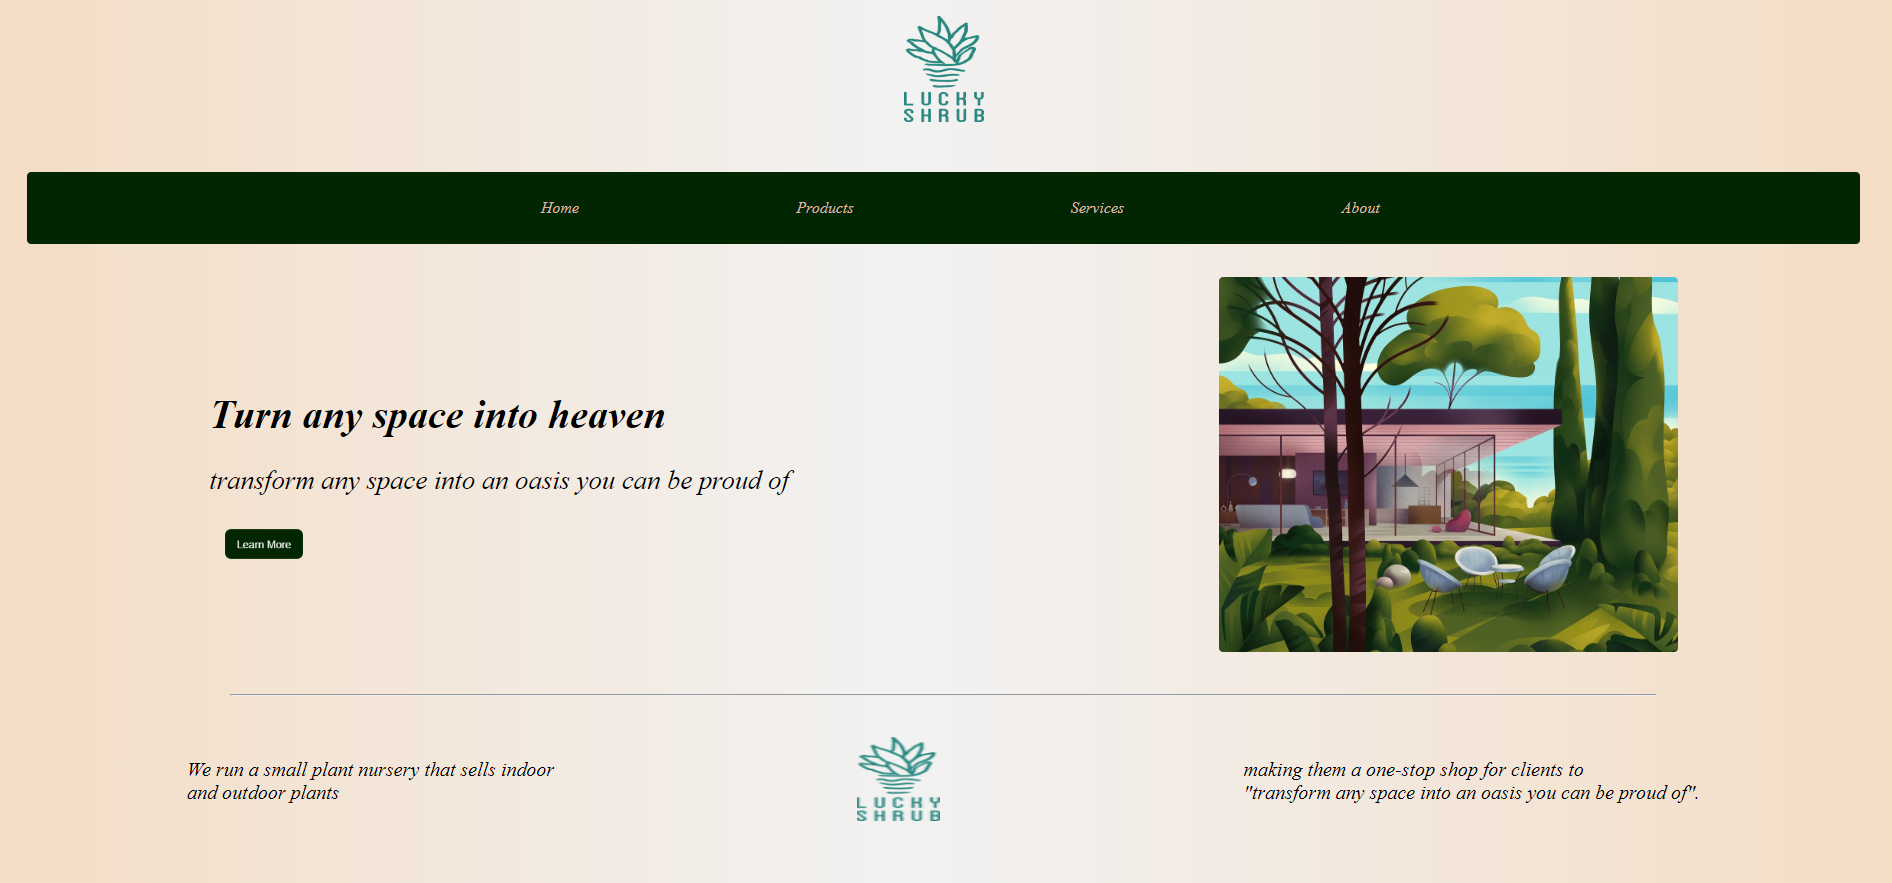 LUCKY
SHRUB
Home Products Services About
Turn any space into heaven
transform any space into an oasis you can be proud of
Learn More
We run a small plant nursery that sells indoor
and outdoor plants
LUCKY
SHRUB
making them a one-stop shop for clients to
"transform any space into an oasis you can be proud of".